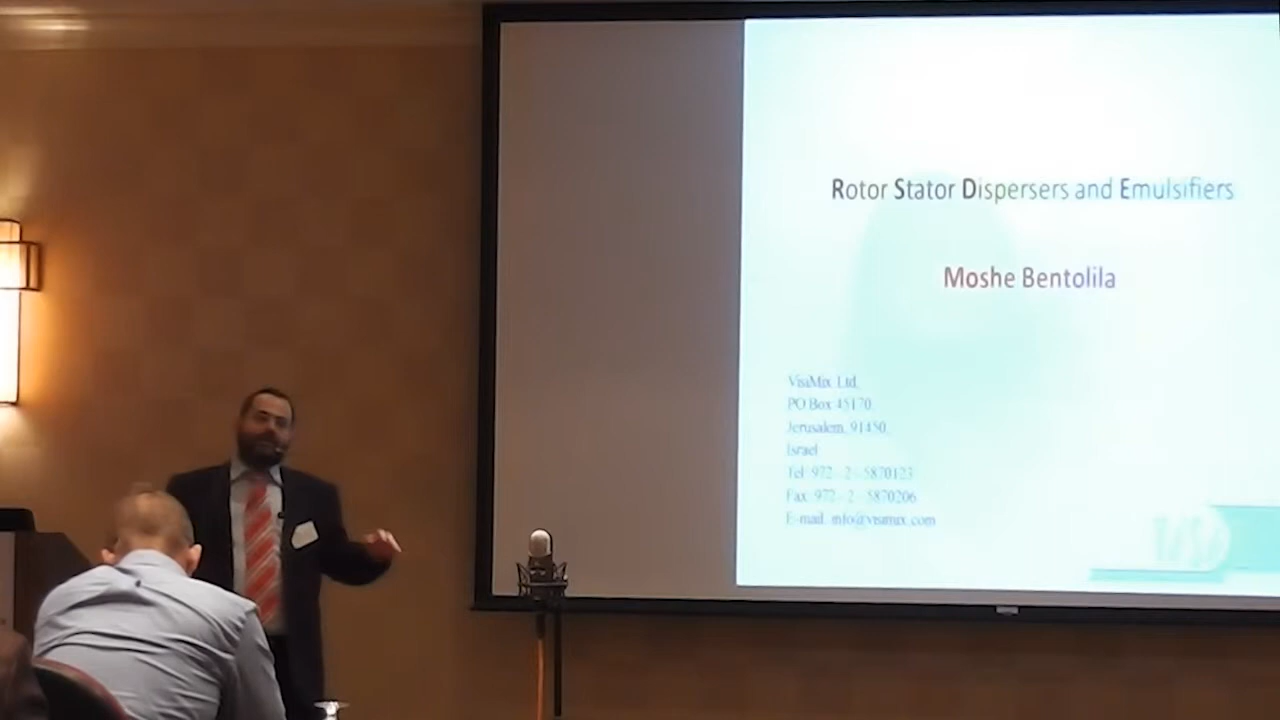 Rotor Stator Dispersers and Emulsifiers
Moshe Bentolila
VisiMix Ltd.
PO Box 45170
Jerusalem, 91450,
Israel
Tel: 972 - 2 - 5870123
Fax: 972 - 2 - 5870206
E-mail: info@visimix.com